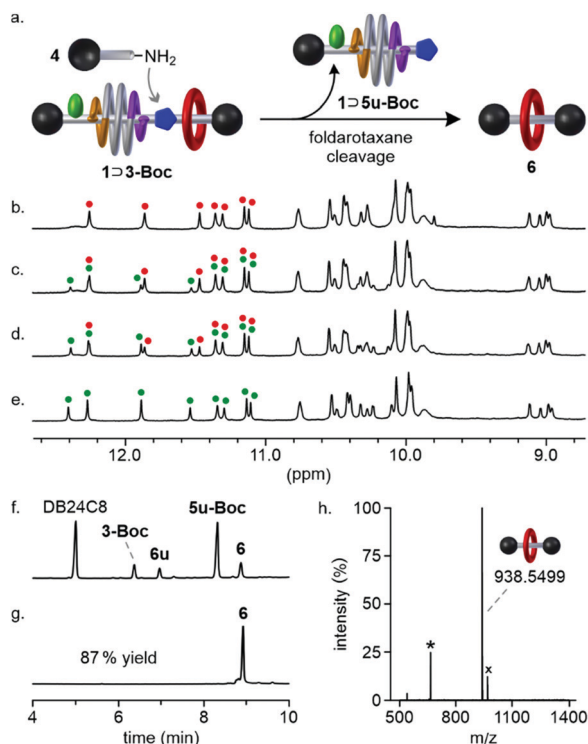 a.
4
NH₂
1⊃3-Boc
1⊃5u-Boc
foldarotaxane
cleavage
6
b.
c.
d.
e.
12.0 11.0 10.0 9.0
(ppm)
f.
DB24C8
3-Boc
6u
5u-Boc
6
g.
87 % yield
6
4 6 8 10
time (min)
h.
100
75
50
25
0
intensity (%)
938.5499
*
x
450 800 1100 1400
m/z